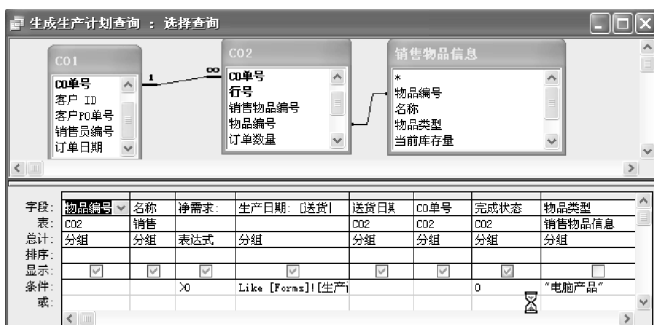 生成生产计划查询 : 选择查询
CO1
CO单号
客户 ID
客户PO单号
销售员编号
订单日期
1
∞
CO2
CO单号
行号
销售物品编号
物品编号
订单数量
销售物品信息
*
物品编号
名称
物品类型
当前库存量
字段: 物品编号 名称 净需求: 生产日期: [送货 送货日期 CO单号 完成状态 物品类型
表: CO2 销售 CO2 CO2 CO2 销售物品信息
总计: 分组 分组 表达式 分组 分组 分组 分组 分组
排序:
显示:
条件: >0 Like [Forms]![生产 0 "电脑产品"
或: